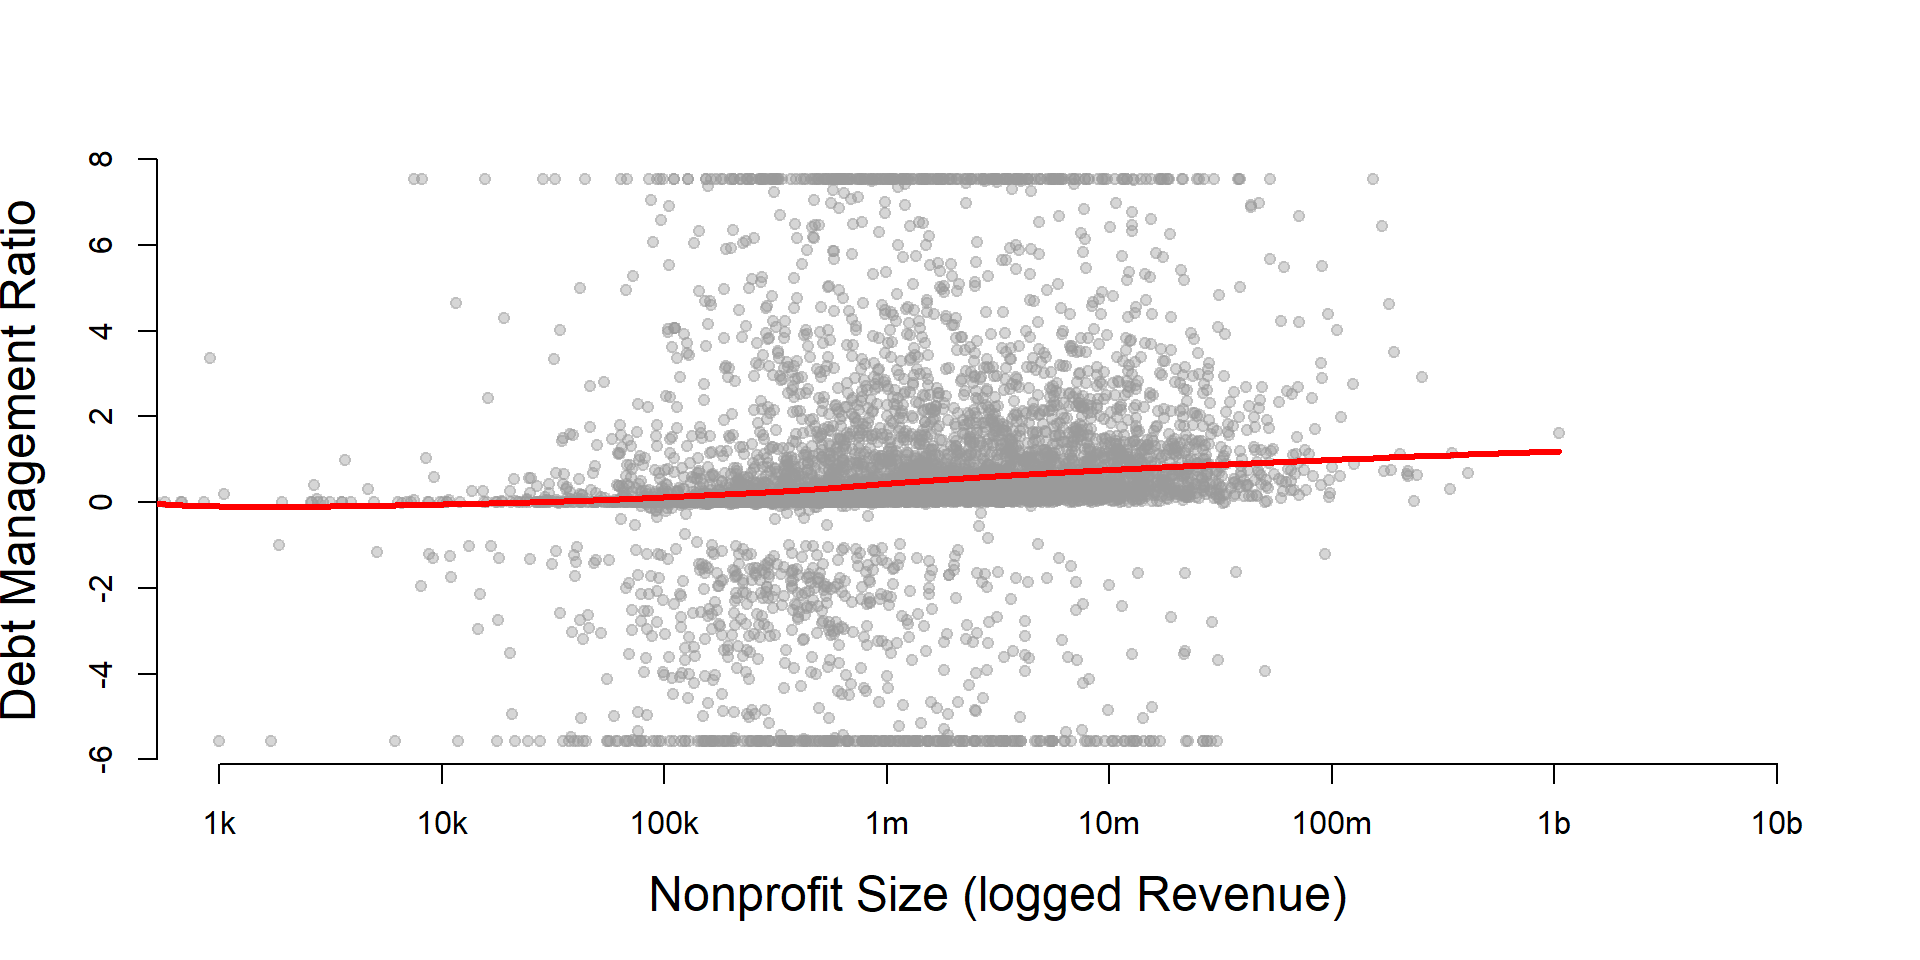 Debt Management Ratio
8
6
4
2
0
-2
-4
-6
1k 10k 100k 1m 10m 100m 1b 10b
Nonprofit Size (logged Revenue)